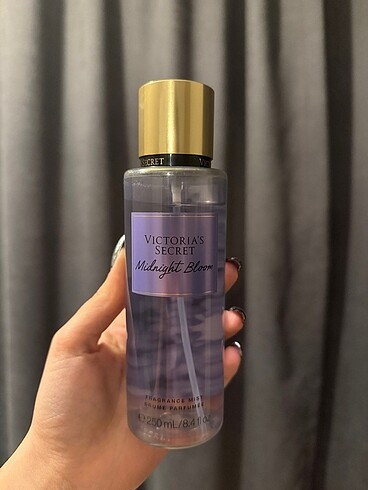 SECRET
VICTORIA'S
SECRET
Midnight Bloom
FRAGRANCE MIST
BRUME PARFUMÉE
250 mL/8.4 fl oz